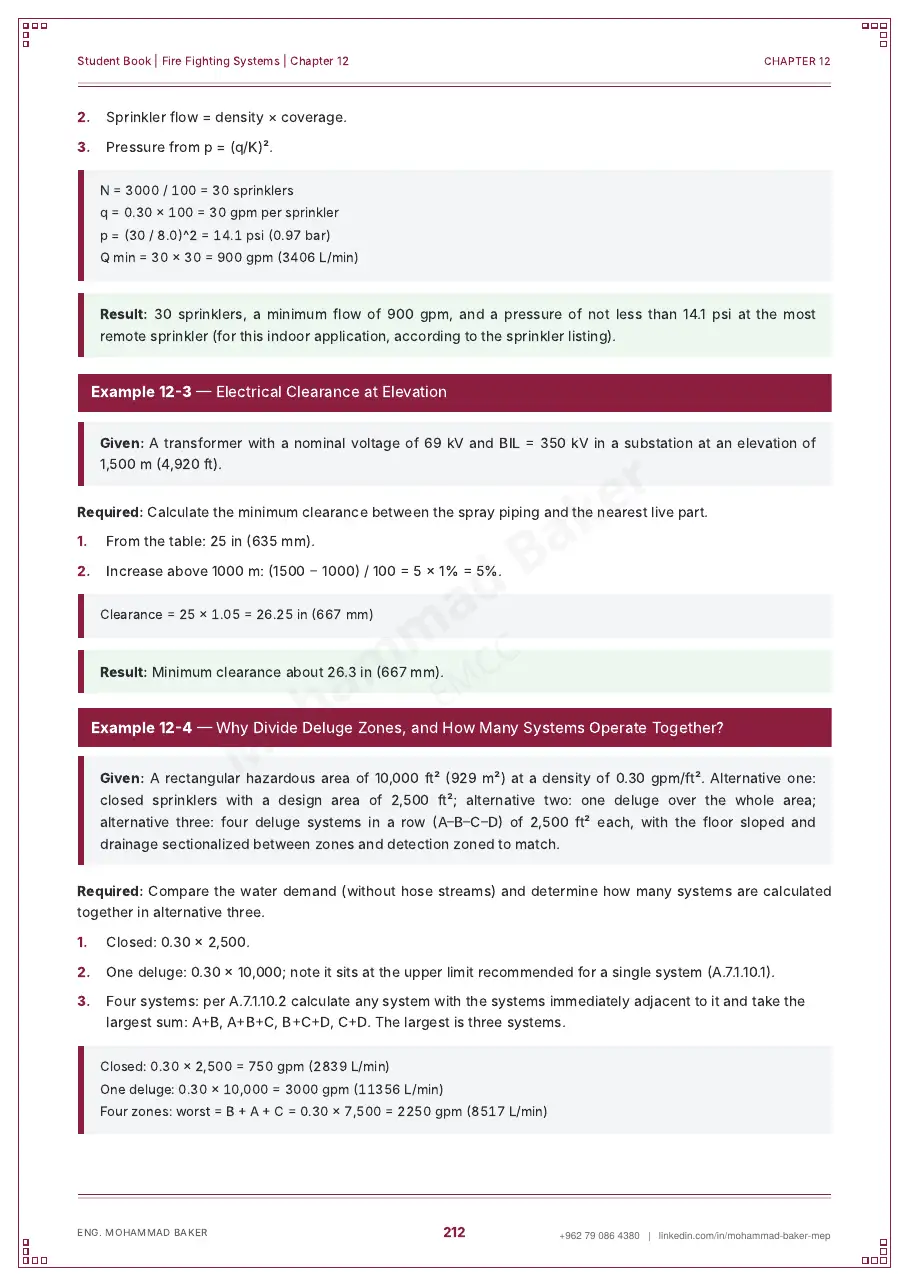 Student Book | Fire Fighting Systems | Chapter 12
CHAPTER 12
2. Sprinkler flow = density × coverage.
3. Pressure from p = (q/K)².
N = 3000 / 100 = 30 sprinklers
q = 0.30 × 100 = 30 gpm per sprinkler
p = (30 / 8.0)^2 = 14.1 psi (0.97 bar)
Q min = 30 × 30 = 900 gpm (3406 L/min)
Result: 30 sprinklers, a minimum flow of 900 gpm, and a pressure of not less than 14.1 psi at the most
remote sprinkler (for this indoor application, according to the sprinkler listing).
Example 12-3 — Electrical Clearance at Elevation
Given: A transformer with a nominal voltage of 69 kV and BIL = 350 kV in a substation at an elevation of
1,500 m (4,920 ft).
Required: Calculate the minimum clearance between the spray piping and the nearest live part.
1. From the table: 25 in (635 mm).
2. Increase above 1000 m: (1500 − 1000) / 100 = 5 × 1% = 5%.
Clearance = 25 × 1.05 = 26.25 in (667 mm)
Result: Minimum clearance about 26.3 in (667 mm).
Example 12-4 — Why Divide Deluge Zones, and How Many Systems Operate Together?
Given: A rectangular hazardous area of 10,000 ft² (929 m²) at a density of 0.30 gpm/ft². Alternative one:
closed sprinklers with a design area of 2,500 ft²; alternative two: one deluge over the whole area;
alternative three: four deluge systems in a row (A–B–C–D) of 2,500 ft² each, with the floor sloped and
drainage sectionalized between zones and detection zoned to match.
Required: Compare the water demand (without hose streams) and determine how many systems are calculated
together in alternative three.
1. Closed: 0.30 × 2,500.
2. One deluge: 0.30 × 10,000; note it sits at the upper limit recommended for a single system (A.7.1.10.1).
3. Four systems: per A.7.1.10.2 calculate any system with the systems immediately adjacent to it and take the
largest sum: A+B, A+B+C, B+C+D, C+D. The largest is three systems.
Closed: 0.30 × 2,500 = 750 gpm (2839 L/min)
One deluge: 0.30 × 10,000 = 3000 gpm (11356 L/min)
Four zones: worst = B + A + C = 0.30 × 7,500 = 2250 gpm (8517 L/min)
Mohammad Baker
EMCC
ENG. MOHAMMAD BAKER
212
+962 79 086 4380 | linkedin.com/in/mohammad-baker-mep